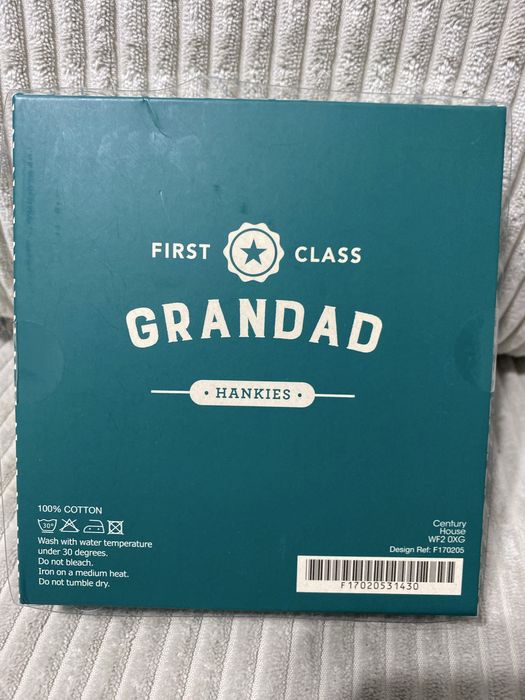 FIRST CLASS
GRANDAD
· HANKIES ·
100% COTTON
30°
Wash with water temperature
under 30 degrees.
Do not bleach.
Iron on a medium heat.
Do not tumble dry.
Century
House
WF2 0XG
Design Ref: F170205
F17020531430